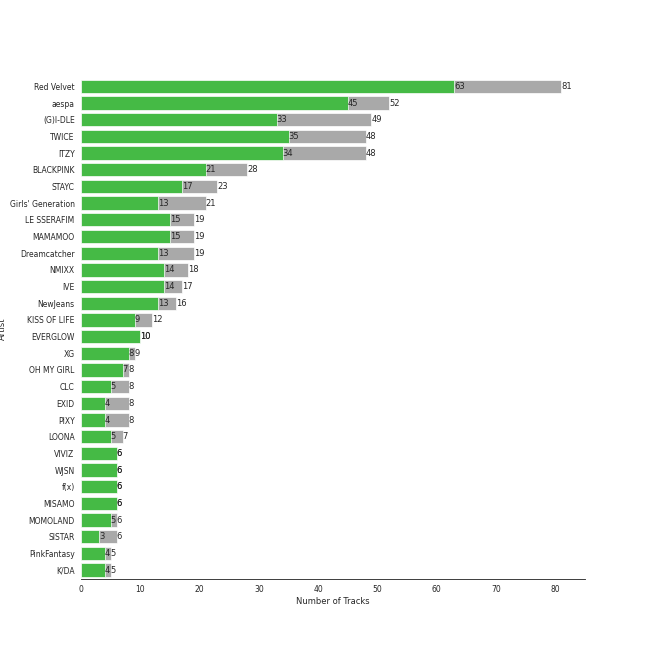 Red Velvet 63 81
aespa 45 52
(G)I-DLE 33 49
TWICE 35 48
ITZY 34 48
BLACKPINK 21 28
STAYC 17 23
Girls' Generation 13 21
LE SSERAFIM 15 19
MAMAMOO 15 19
Dreamcatcher 13 19
NMIXX 14 18
IVE 14 17
NewJeans 13 16
KISS OF LIFE 9 12
EVERGLOW 10 10
XG 8 9
OH MY GIRL 7 8
CLC 5 8
EXID 4 8
PIXY 4 8
LOONA 5 7
VIVIZ 6 6
WJSN 6 6
f(x) 6 6
MISAMO 6 6
MOMOLAND 5 6
SISTAR 3 6
PinkFantasy 4 5
K/DA 4 5
0 10 20 30 40 50 60 70 80
Number of Tracks
Artist